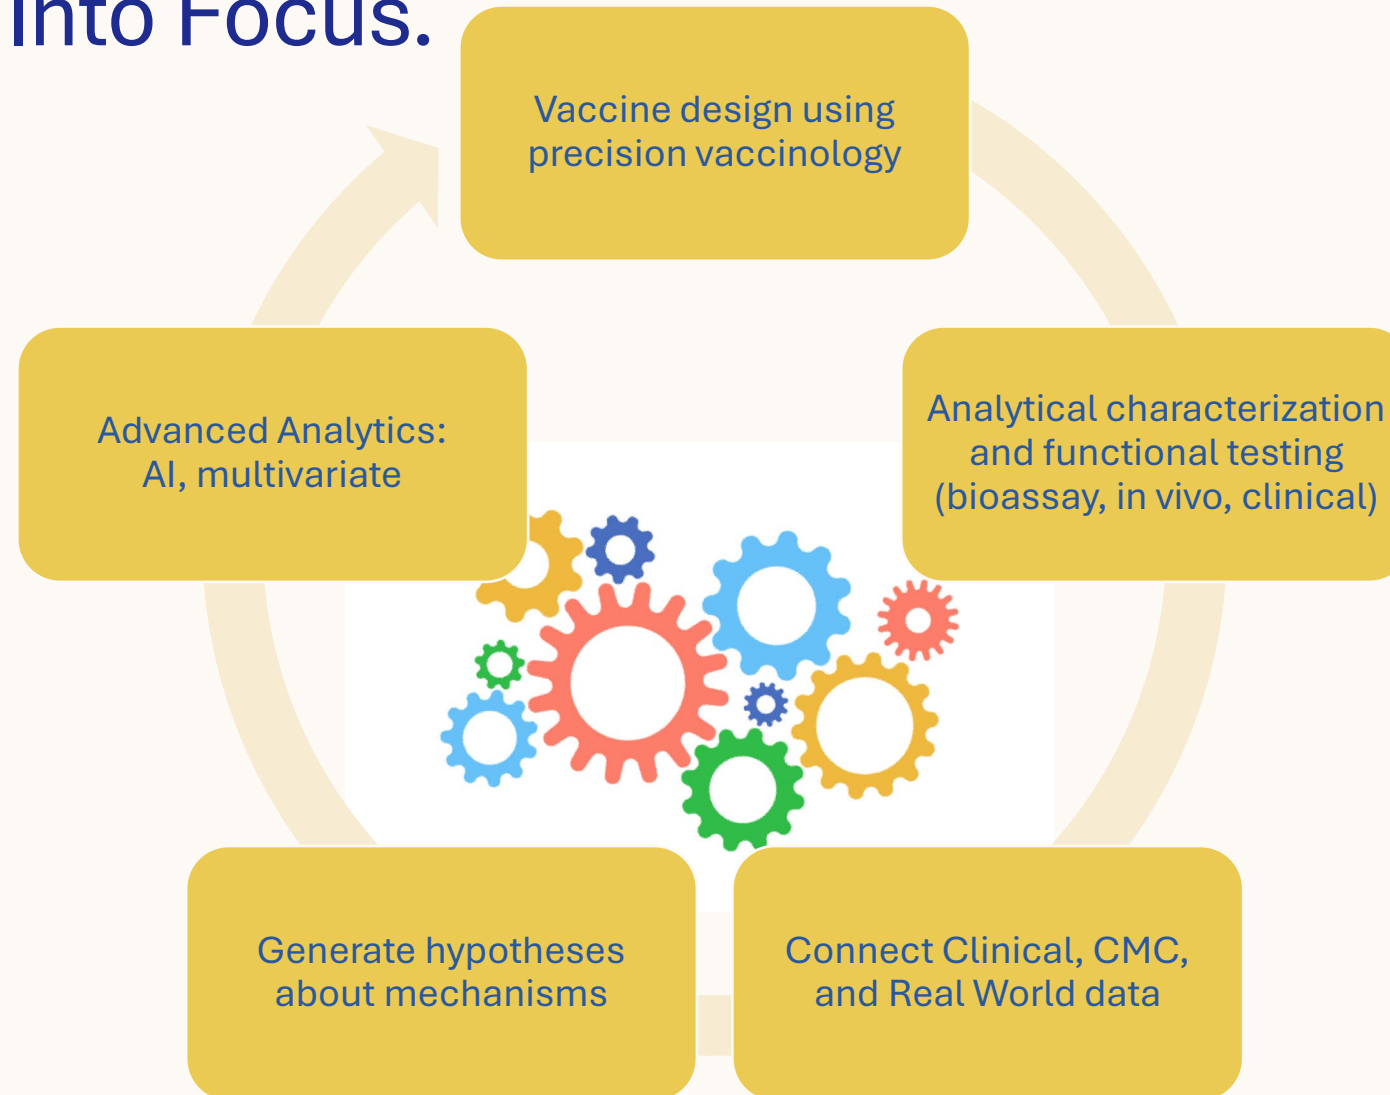 Into Focus.
Vaccine design using
precision vaccinology
Analytical characterization
and functional testing
(bioassay, in vivo, clinical)
Connect Clinical, CMC,
and Real World data
Generate hypotheses
about mechanisms
Advanced Analytics:
AI, multivariate